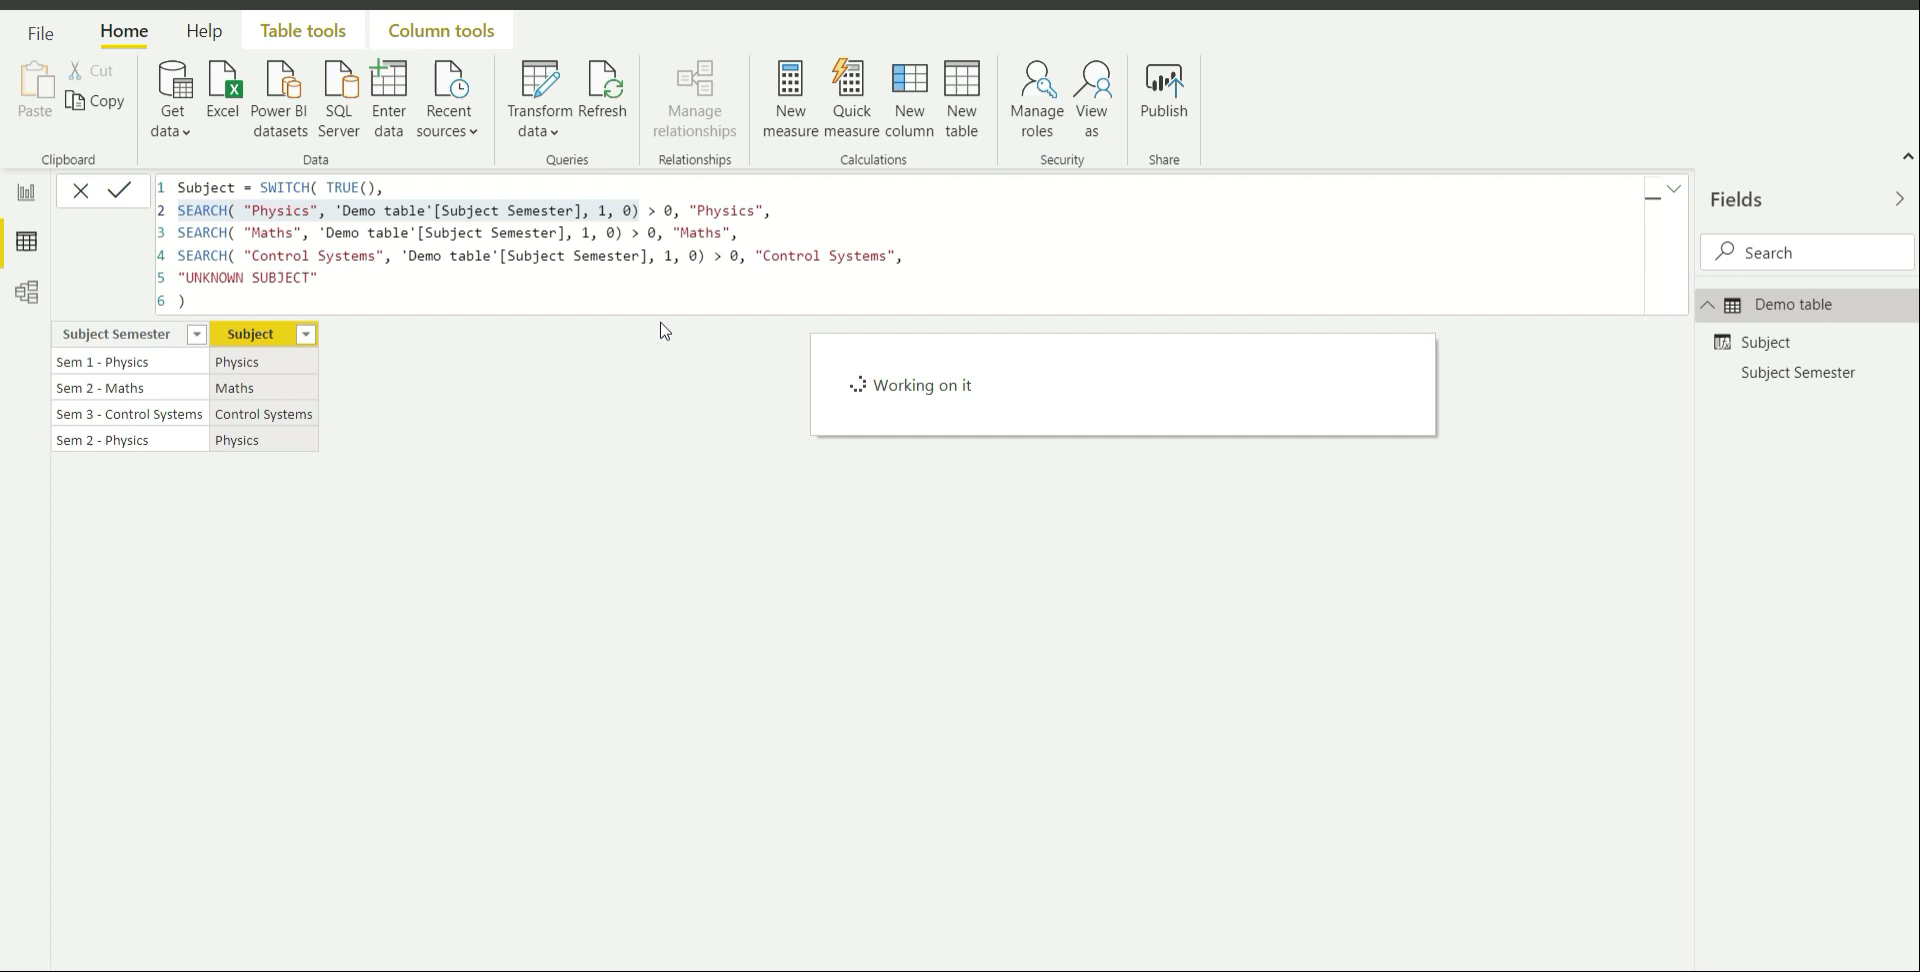 File Home Help Table tools Column tools
Paste Cut Copy
Get data Excel Power BI datasets SQL Server Enter data Recent sources
Transform data Refresh
Manage relationships
New measure Quick measure New column New table
Manage roles View as
Publish
Clipboard Data Queries Relationships Calculations Security Share
1 Subject = SWITCH( TRUE(),
2 SEARCH( "Physics", 'Demo table'[Subject Semester], 1, 0) > 0, "Physics",
3 SEARCH( "Maths", 'Demo table'[Subject Semester], 1, 0) > 0, "Maths",
4 SEARCH( "Control Systems", 'Demo table'[Subject Semester], 1, 0) > 0, "Control Systems",
5 "UNKNOWN SUBJECT"
6 )
Subject Semester Subject
Sem 1 - Physics Physics
Sem 2 - Maths Maths
Sem 3 - Control Systems Control Systems
Sem 2 - Physics Physics
Working on it
Fields
Search
Demo table
Subject
Subject Semester